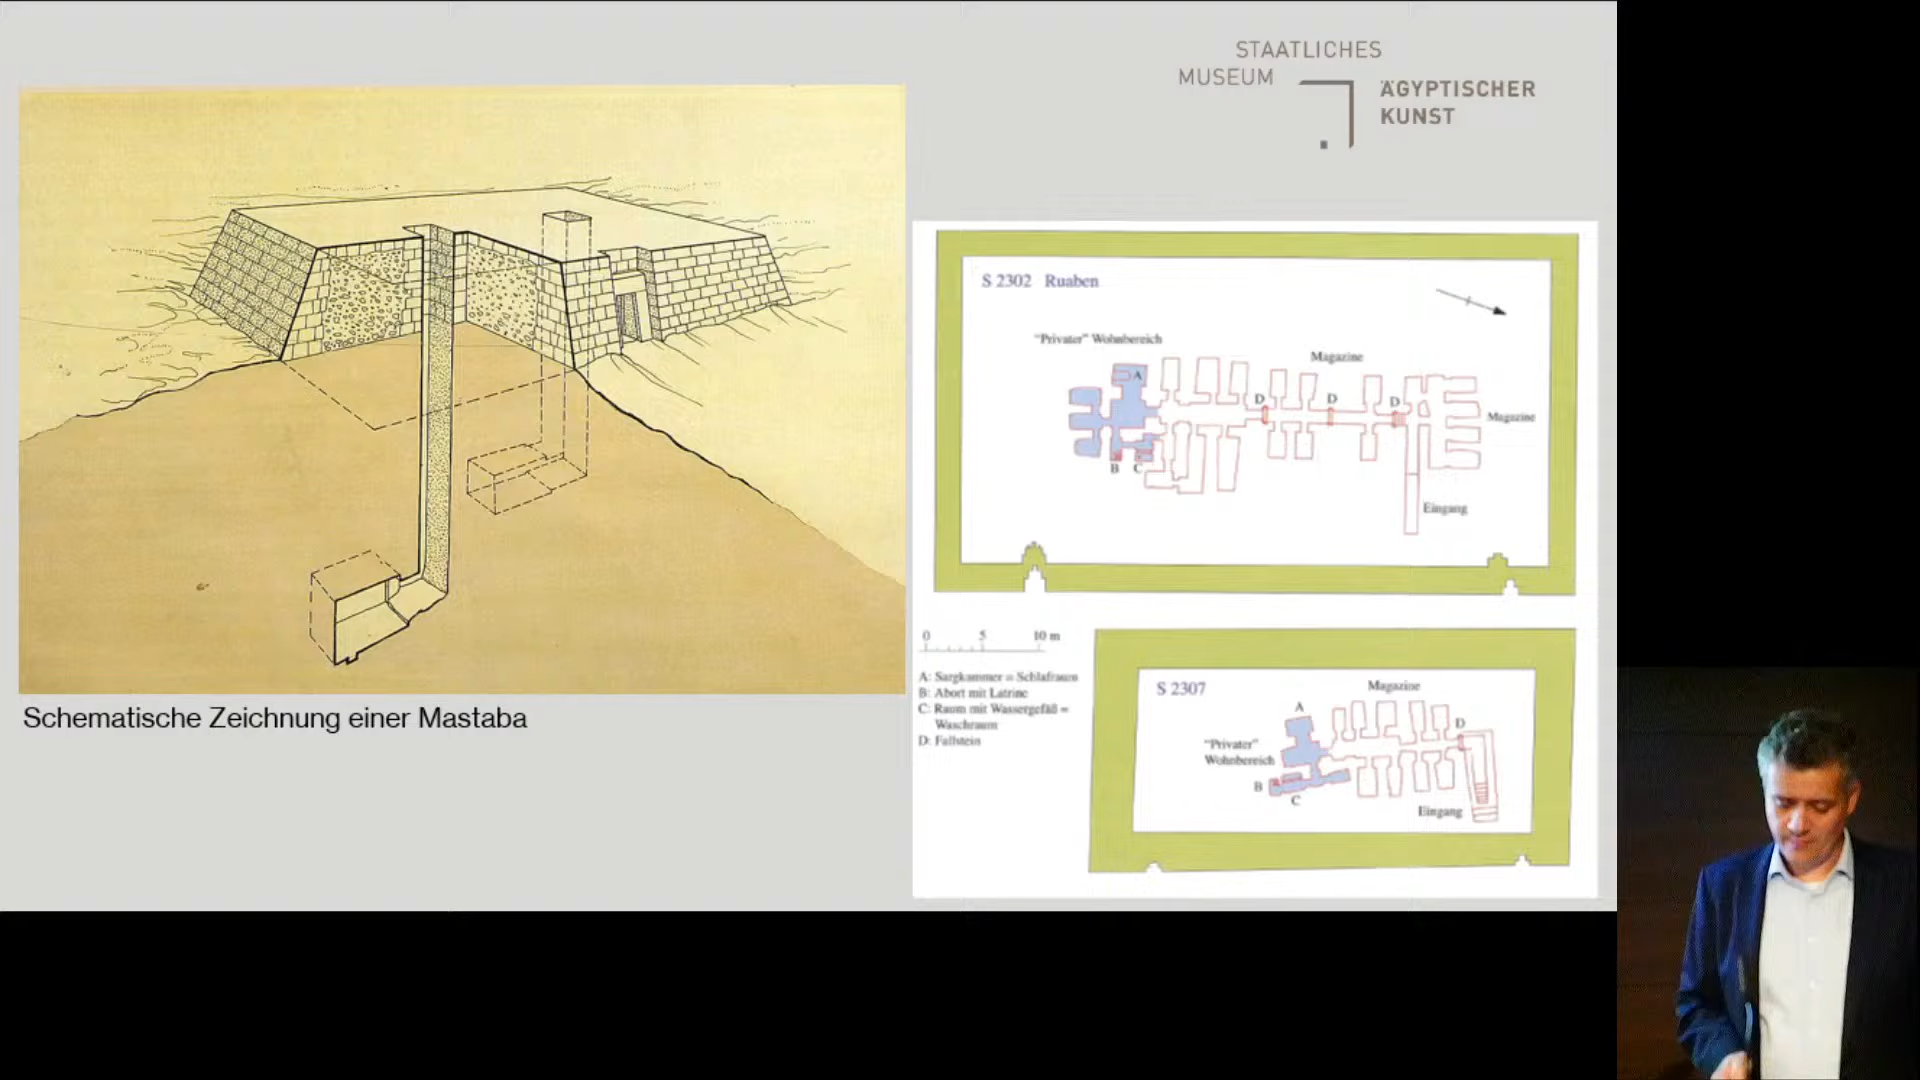 STAATLICHES
MUSEUM
ÄGYPTISCHER
KUNST
Schematische Zeichnung einer Mastaba
S 2302 Ruaben
"Privater" Wohnbereich
Magazine
A
D
D
D
Magazine
B
C
Eingang
0 5 10 m
A: Sargkammer = Schlafraum
B: Abort mit Latrine
C: Raum mit Wassergefäß =
Waschraum
D: Fallstein
S 2307
Magazine
A
D
"Privater"
Wohnbereich
B
C
Eingang